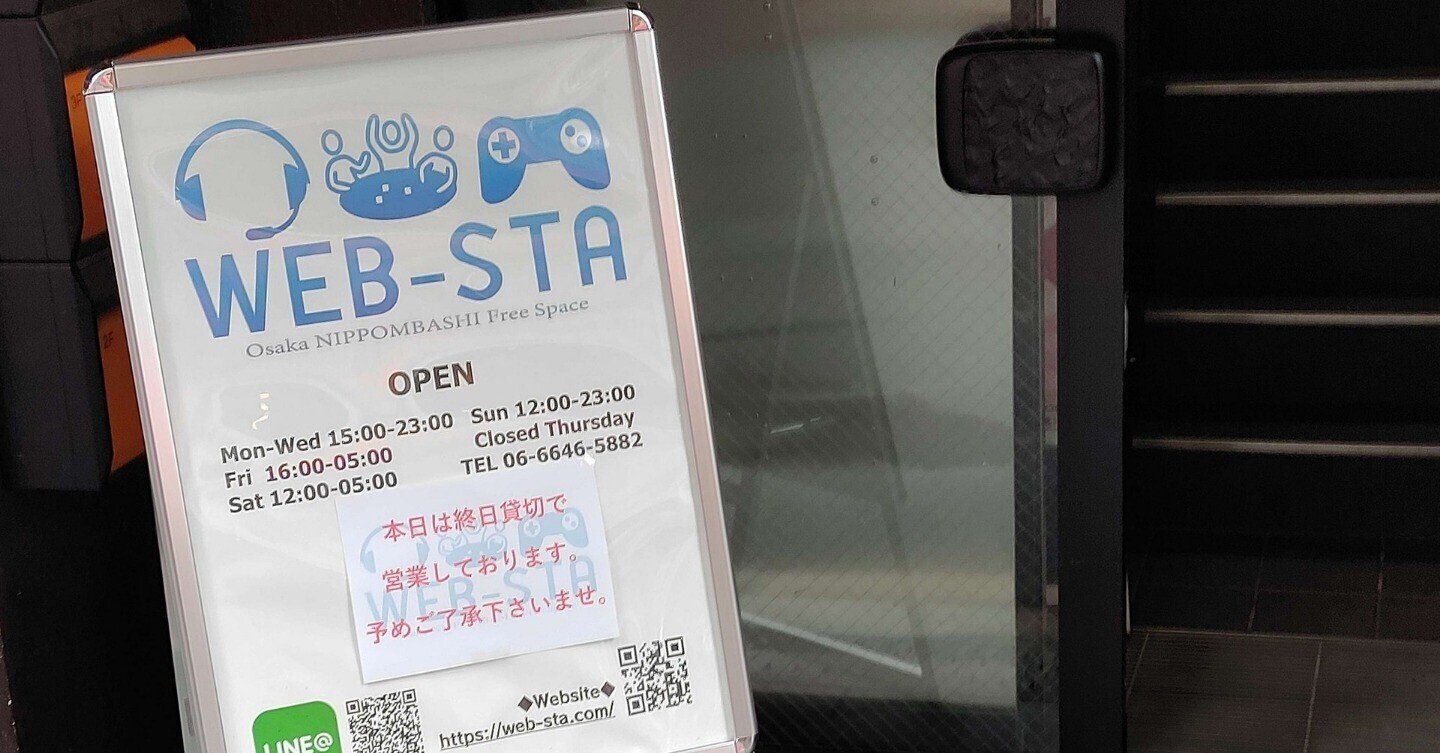 WEB-STA
Osaka NIPPOMBASHI Free Space
OPEN
Mon-Wed 15:00-23:00
Fri 16:00-05:00
Sat 12:00-05:00
Sun 12:00-23:00
Closed Thursday
TEL 06-6646-5882
本日は終日貸切で
営業しております。
予めご了承下さいませ。
WEB-STA
◆Website◆
https://web-sta.com/
LINE@
2F